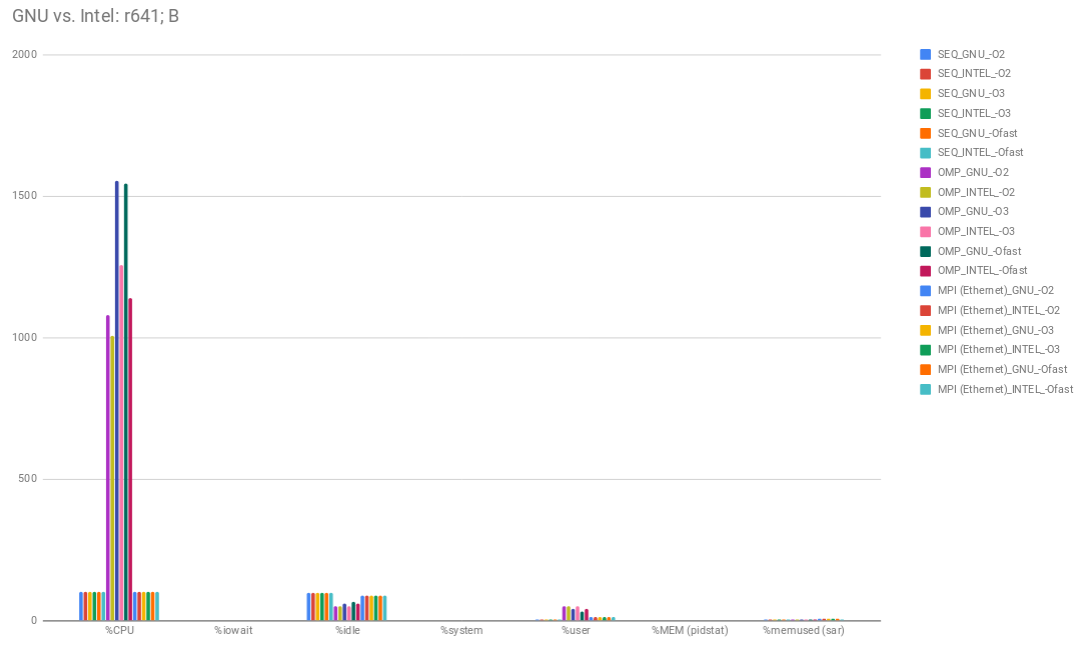 GNU vs. Intel: r641; B
2000
1500
1000
500
0
%CPU
%iowait
%idle
%system
%user
%MEM (pidstat)
%memused (sar)
SEQ_GNU_-O2
SEQ_INTEL_-O2
SEQ_GNU_-O3
SEQ_INTEL_-O3
SEQ_GNU_-Ofast
SEQ_INTEL_-Ofast
OMP_GNU_-O2
OMP_INTEL_-O2
OMP_GNU_-O3
OMP_INTEL_-O3
OMP_GNU_-Ofast
OMP_INTEL_-Ofast
MPI (Ethernet)_GNU_-O2
MPI (Ethernet)_INTEL_-O2
MPI (Ethernet)_GNU_-O3
MPI (Ethernet)_INTEL_-O3
MPI (Ethernet)_GNU_-Ofast
MPI (Ethernet)_INTEL_-Ofast